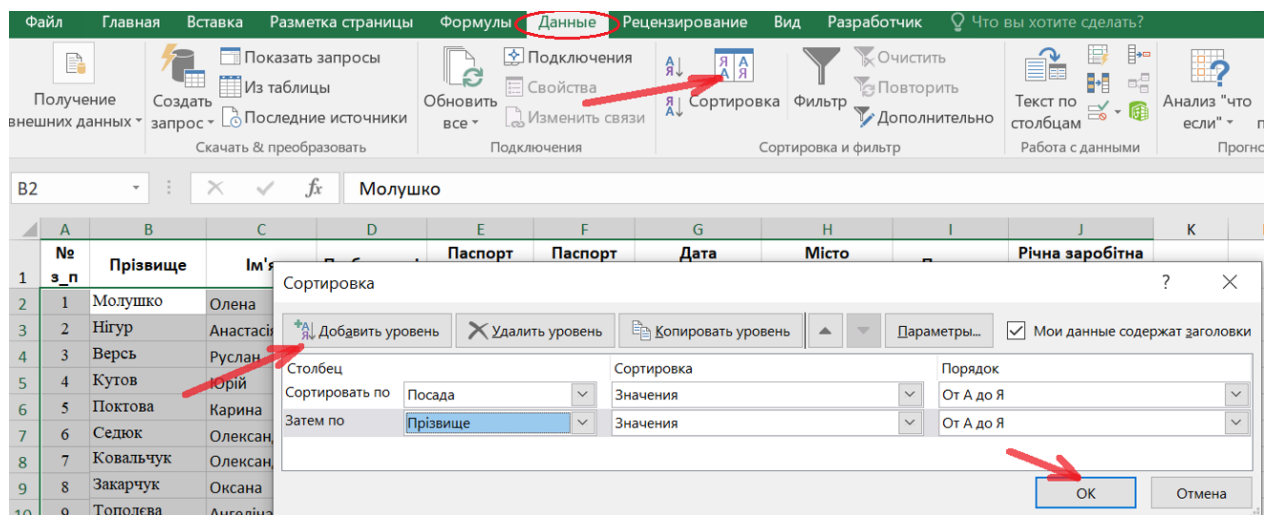 Файл Главная Вставка Разметка страницы Формулы Данные Рецензирование Вид Разработчик Что вы хотите сделать?
Получение внешних данных
Создать запрос
Показать запросы
Из таблицы
Последние источники
Скачать & преобразовать
Обновить все
Подключения
Свойства
Изменить связи
Подключения
Сортировка
Фильтр
Очистить
Повторить
Дополнительно
Сортировка и фильтр
Текст по столбцам
Работа с данными
Анализ "что если"
B2 fx Молушко
A B C D E F G H I J K
1 № з_п Прізвище Паспорт Паспорт Дата Місто Річна заробітна
2 1 Молушко Олена
3 2 Нігур
4 3 Версь Руслан
5 4 Кутов Юрій
6 5 Поктова Карина
7 6 Седюк
8 7 Ковальчук
9 8 Закарчук Оксана
10 9 Тополєва
Сортировка ?
Добавить уровень Удалить уровень Копировать уровень Параметры... Мои данные содержат заголовки
Столбец Сортировка Порядок
Сортировать по Посада Значения От А до Я
Затем по Прізвище Значения От А до Я
ОК Отмена